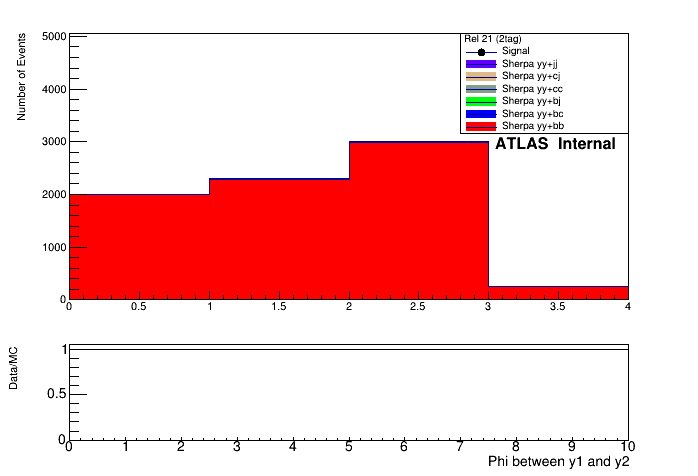 Number of Events
5000
4000
3000
2000
1000
0
0 0.5 1 1.5 2 2.5 3 3.5 4
Rel 21 (2tag)
Signal
Sherpa yy+jj
Sherpa yy+cj
Sherpa yy+cc
Sherpa yy+bj
Sherpa yy+bc
Sherpa yy+bb
ATLAS Internal
Data/MC
1
0.5
0
0 1 2 3 4 5 6 7 8 9 10
Phi between y1 and y2